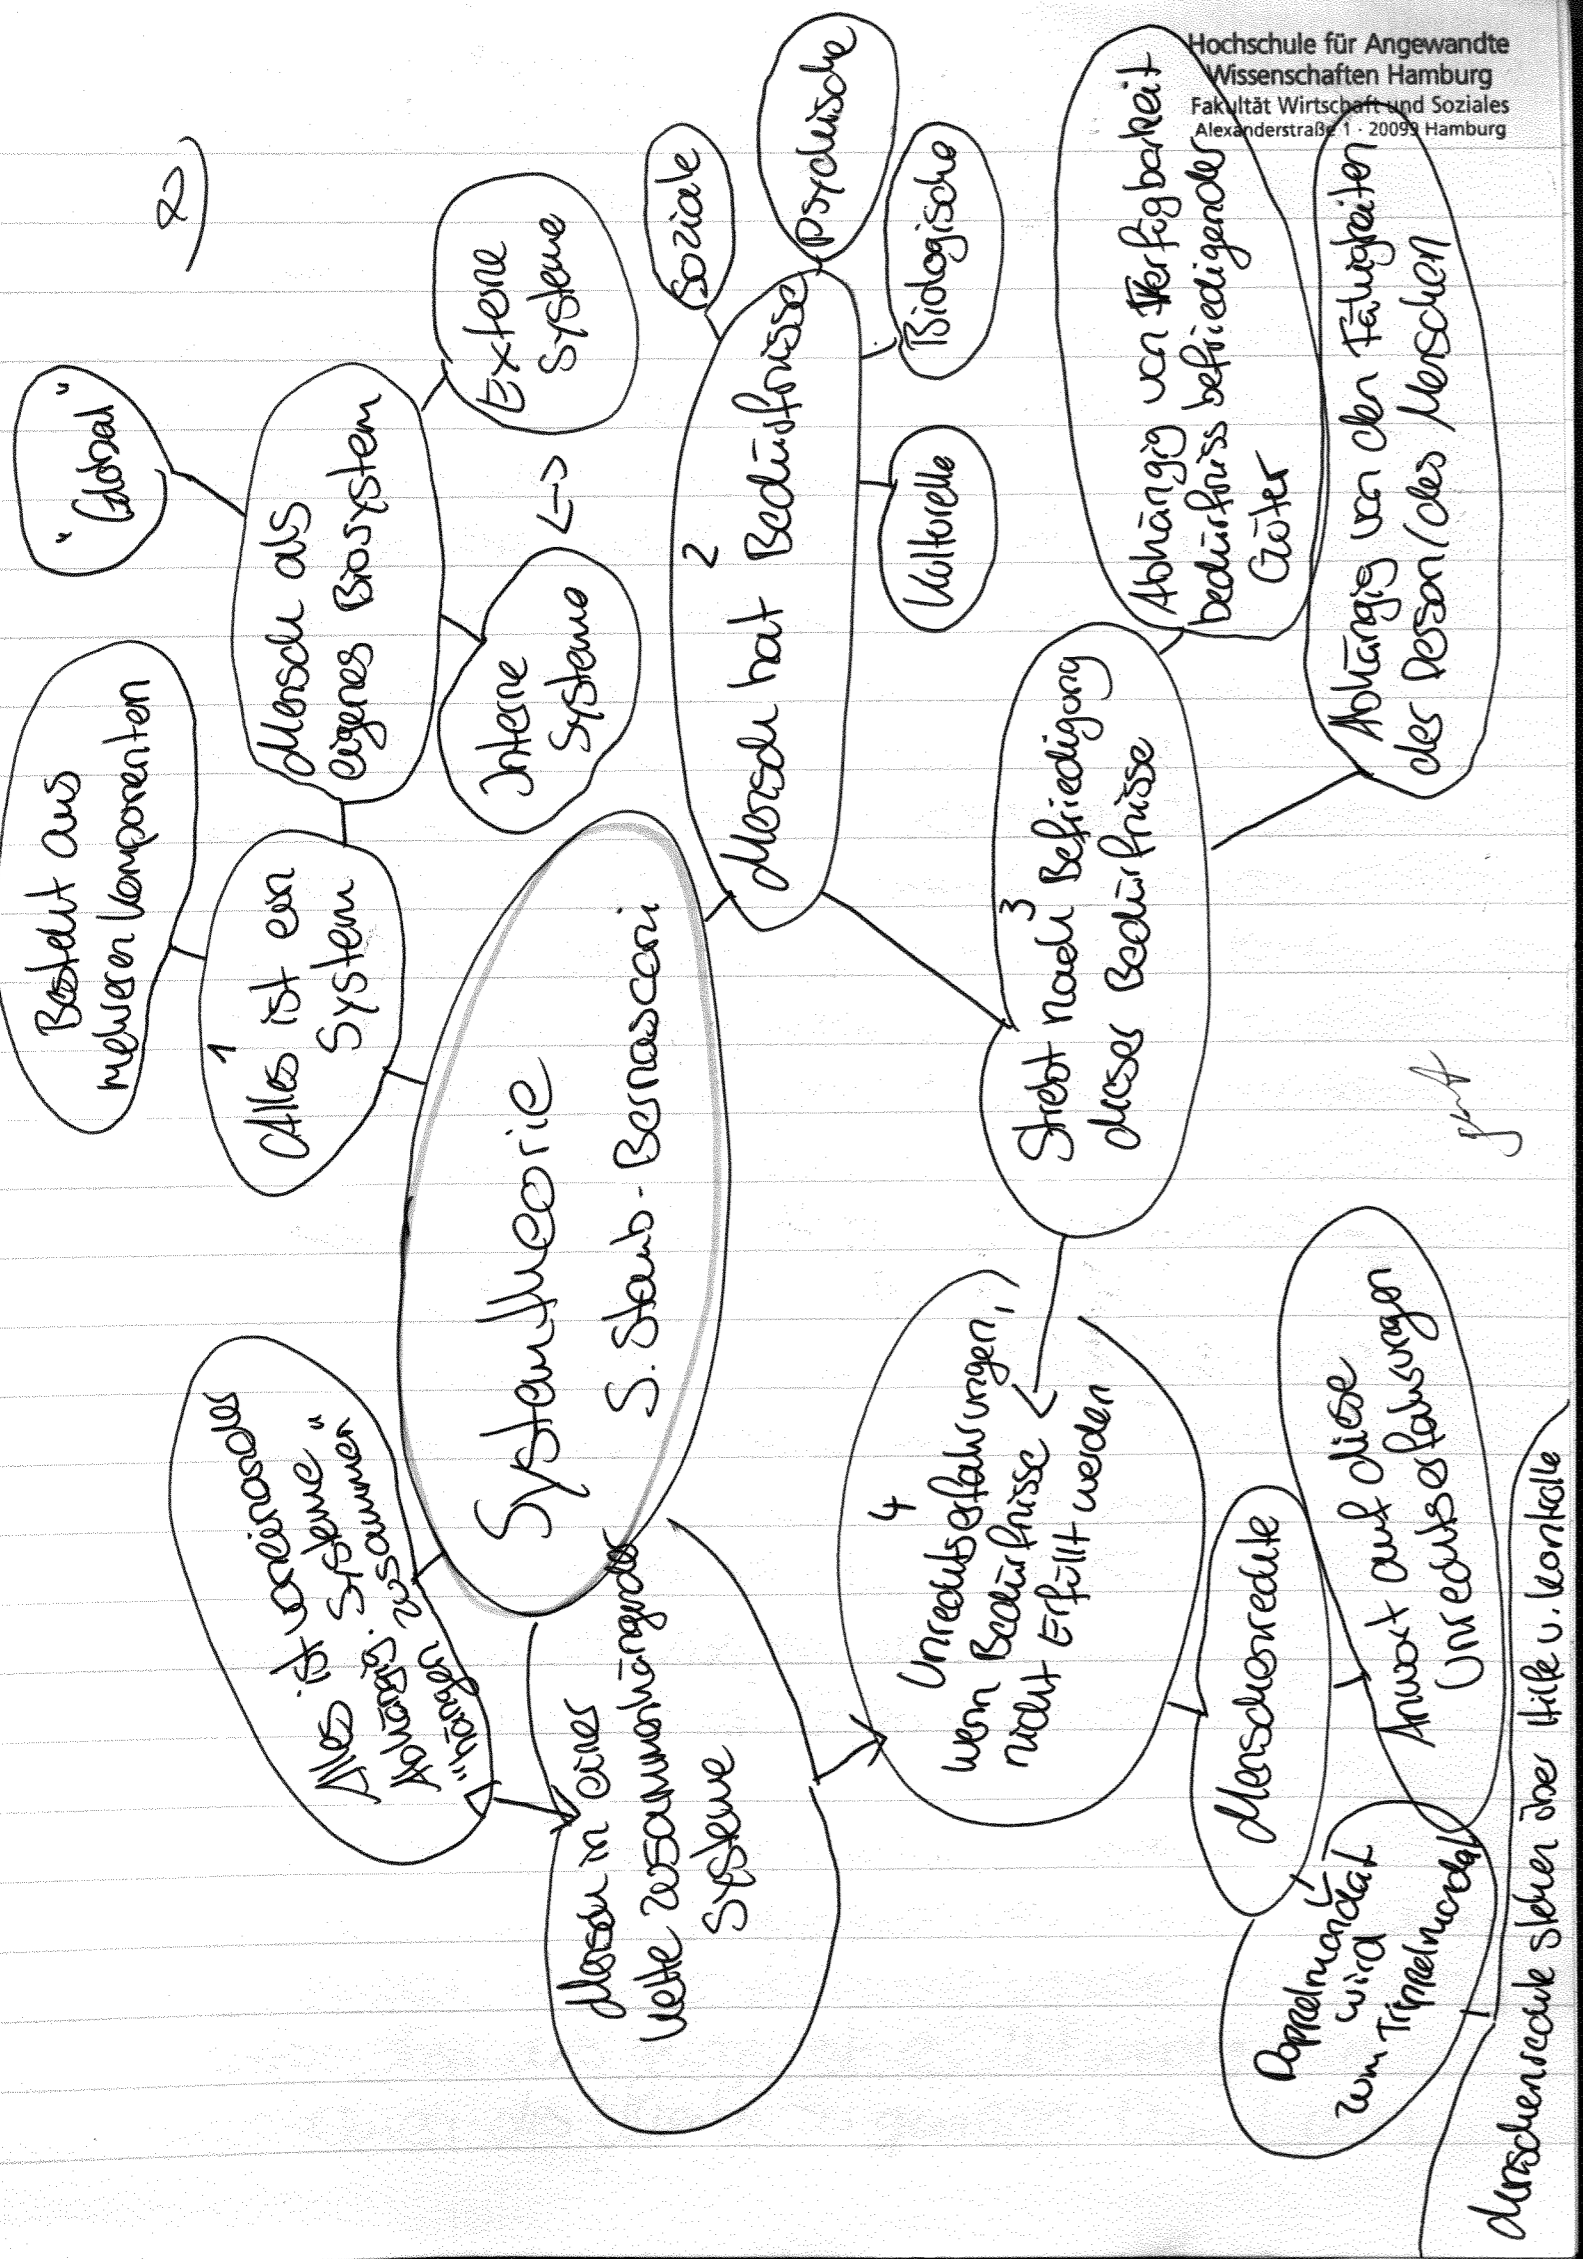 Hochschule für Angewandte
Wissenschaften Hamburg
Fakultät Wirtschaft und Soziales
Alexanderstraße 1 · 20099 Hamburg
Systemtheorie
S. Staub-Bernasconi
1
Alles ist ein
System
Besteht aus
mehreren Komponenten
Mensch als
eigenes Biosystem
"Global"
Interne
Systeme
<->
Externe
Systeme
2
Mensch hat Bedürfnisse
Soziale
Psychische
Biologische
Kulturelle
3
Strebt nach Befriedigung
dieser Bedürfnisse
Abhängig von Verfügbarkeit
bedürfniss befriedigender
Güter
Abhängig von den Fähigkeiten
der Person/des Menschen
4
Unrechtserfahrungen,
wenn Bedürfnisse
nicht Erfüllt werden
Menschenrechte
Anwort auf diese
Unrechtserfahrungen
Doppelmandat
wird
zum Tripelmandat
Menschenrechte stehen über Hilfe u. Kontrolle
Alles ist voneinander
Abhängig. Systeme
"hängen zusammen"
Mensch in einer
Kette zusammenhängender
Systeme